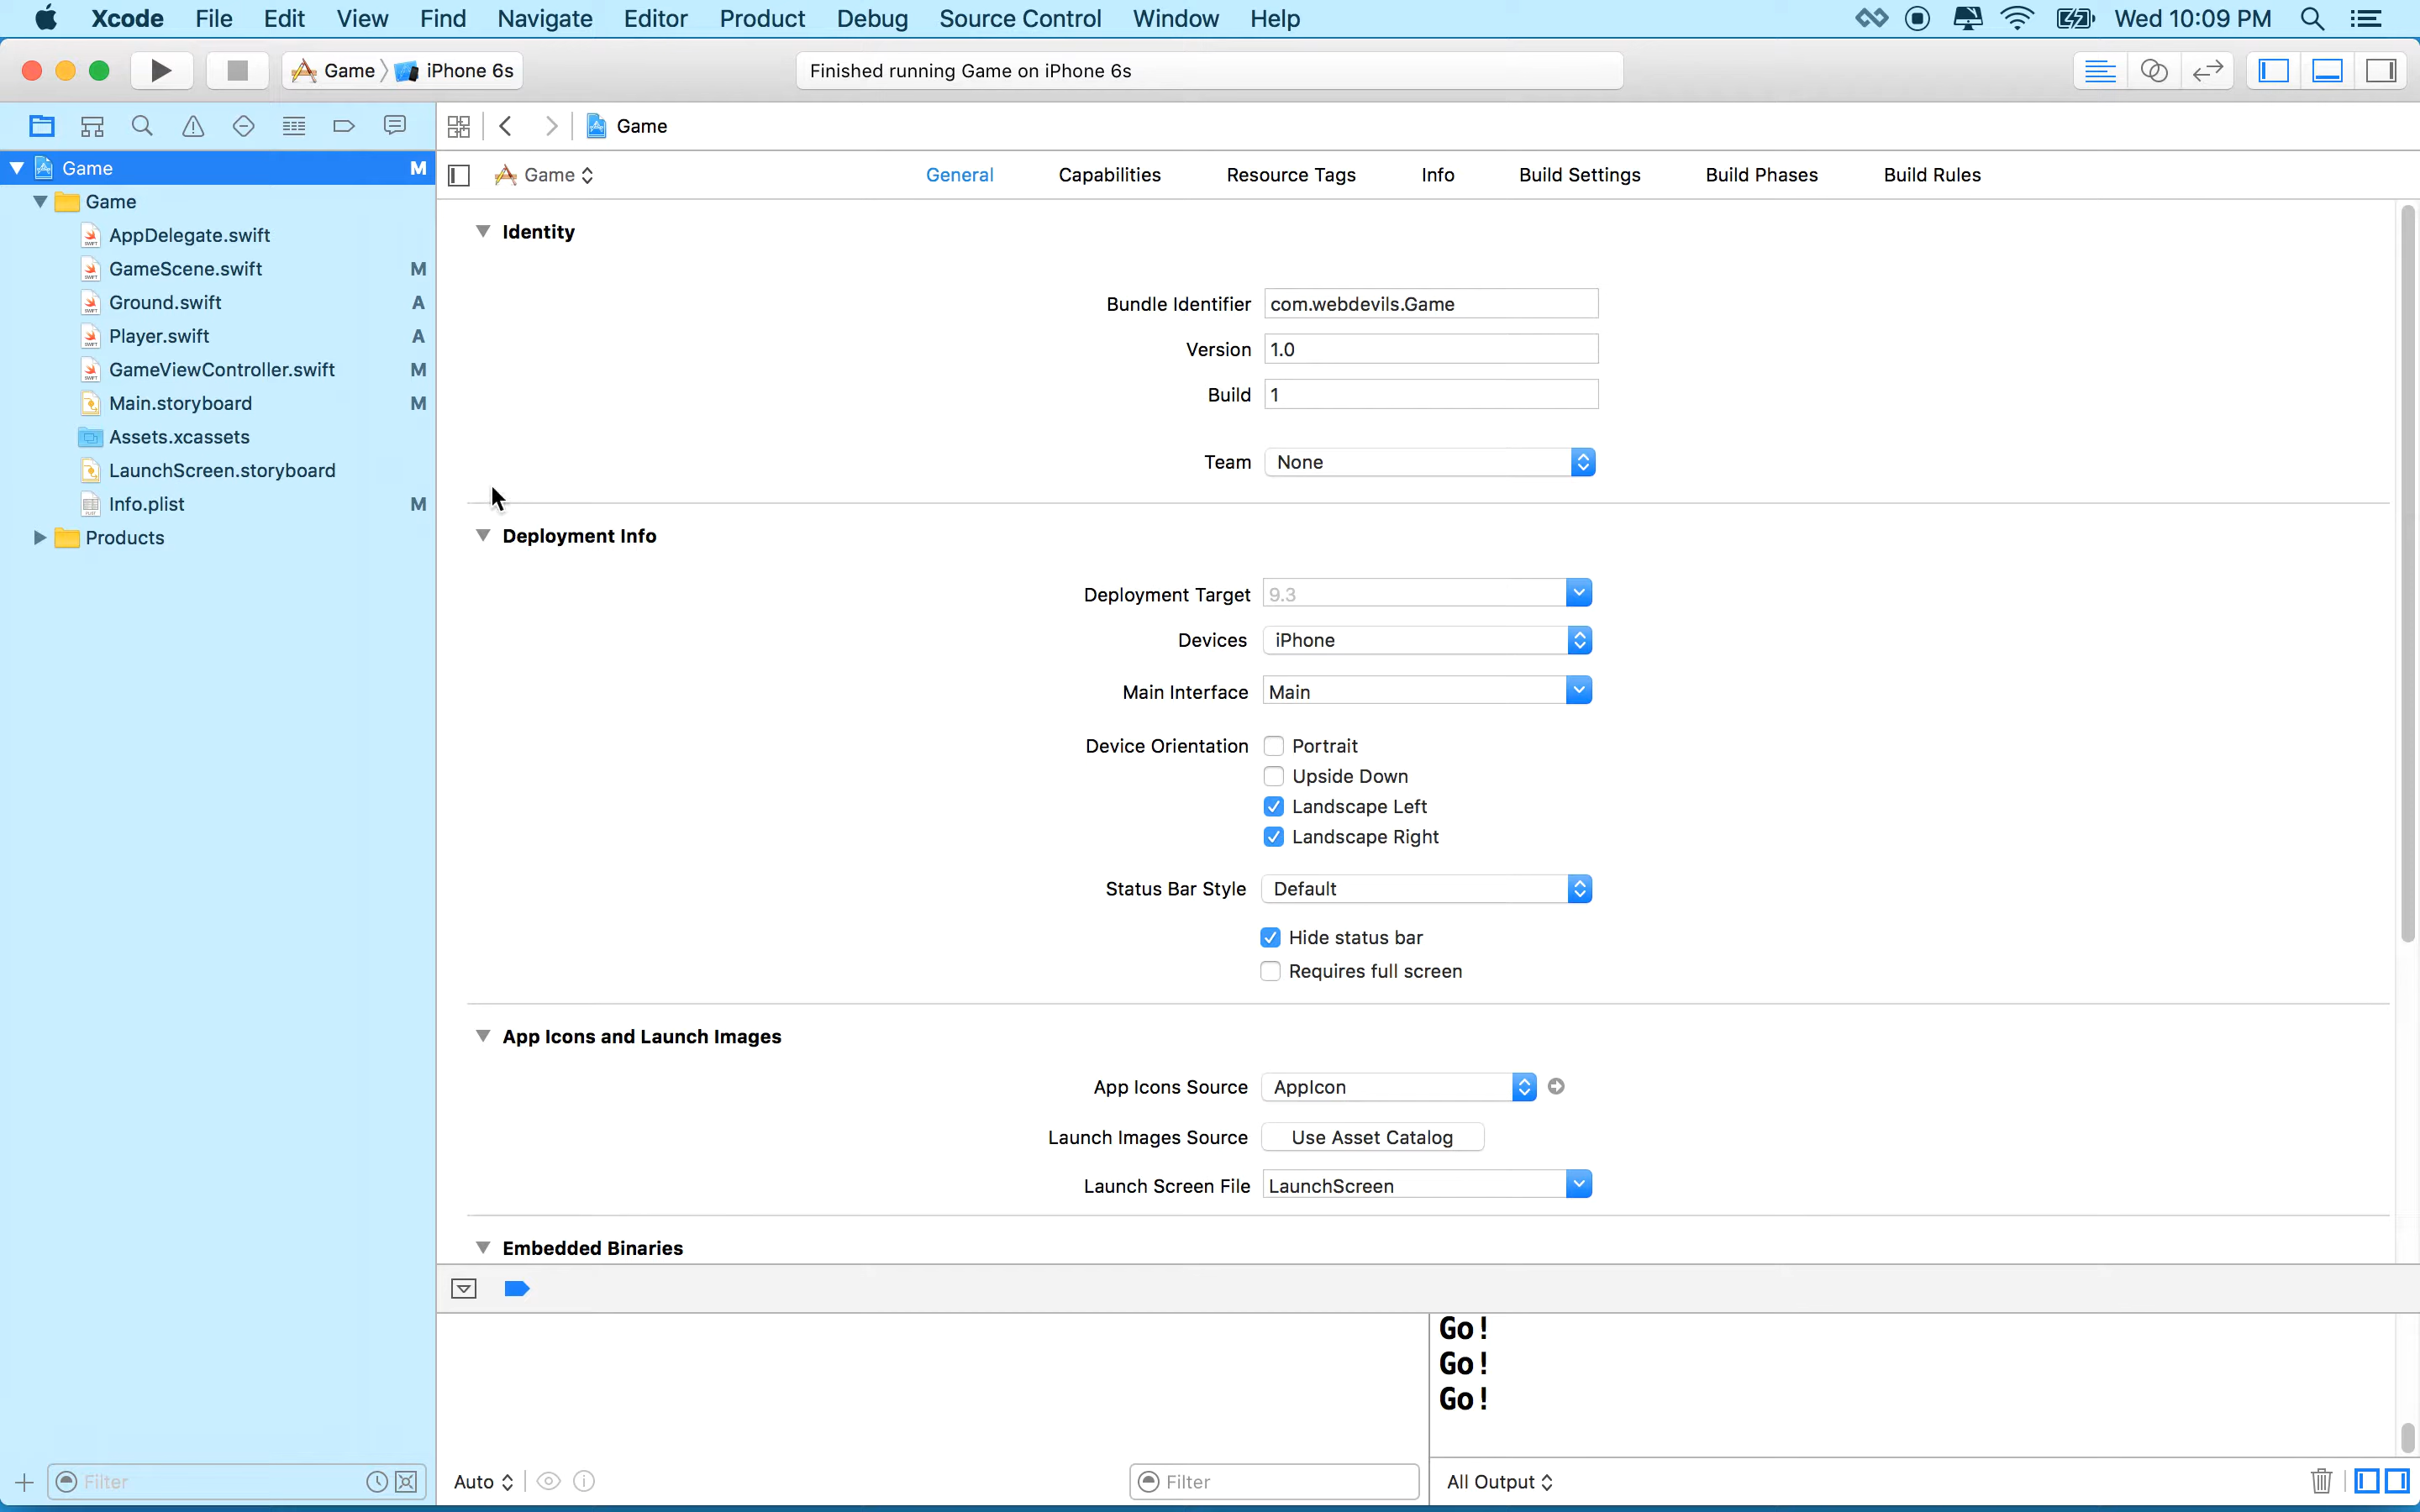 Xcode File Edit View Find Navigate Editor Product Debug Source Control Window Help Wed 10:09 PM
Game iPhone 6s Finished running Game on iPhone 6s
Game
Game M
Game General Capabilities Resource Tags Info Build Settings Build Phases Build Rules
Game
AppDelegate.swift
GameScene.swift M
Ground.swift A
Player.swift A
GameViewController.swift M
Main.storyboard M
Assets.xcassets
LaunchScreen.storyboard
Info.plist M
Products
Identity
Bundle Identifier com.webdevils.Game
Version 1.0
Build 1
Team None
Deployment Info
Deployment Target 9.3
Devices iPhone
Main Interface Main
Device Orientation Portrait
Upside Down
Landscape Left
Landscape Right
Status Bar Style Default
Hide status bar
Requires full screen
App Icons and Launch Images
App Icons Source AppIcon
Launch Images Source Use Asset Catalog
Launch Screen File LaunchScreen
Embedded Binaries
Go!
Go!
Go!
Filter Auto Filter All Output